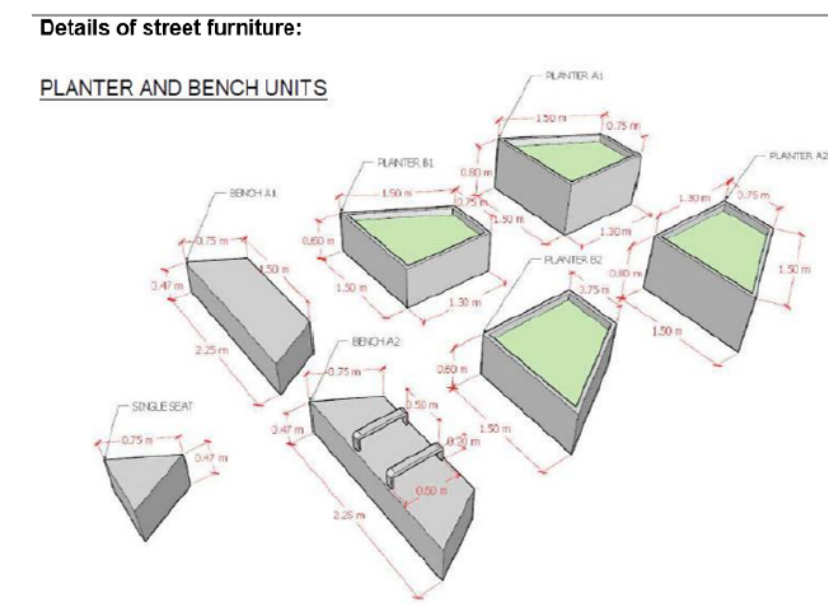 Details of street furniture:
PLANTER AND BENCH UNITS
PLANTER A1
1.50 m
0.75 m
0.80 m
1.50 m
1.30 m
PLANTER A2
1.30 m
0.75 m
0.80 m
1.50 m
1.50 m
PLANTER B1
1.50 m
0.75 m
0.60 m
1.50 m
1.30 m
PLANTER B2
0.75 m
0.60 m
1.50 m
BENCH A1
0.75 m
1.50 m
0.47 m
2.25 m
BENCH A2
0.75 m
0.50 m
0.47 m
0.20 m
0.60 m
2.25 m
SINGLE SEAT
0.75 m
0.47 m